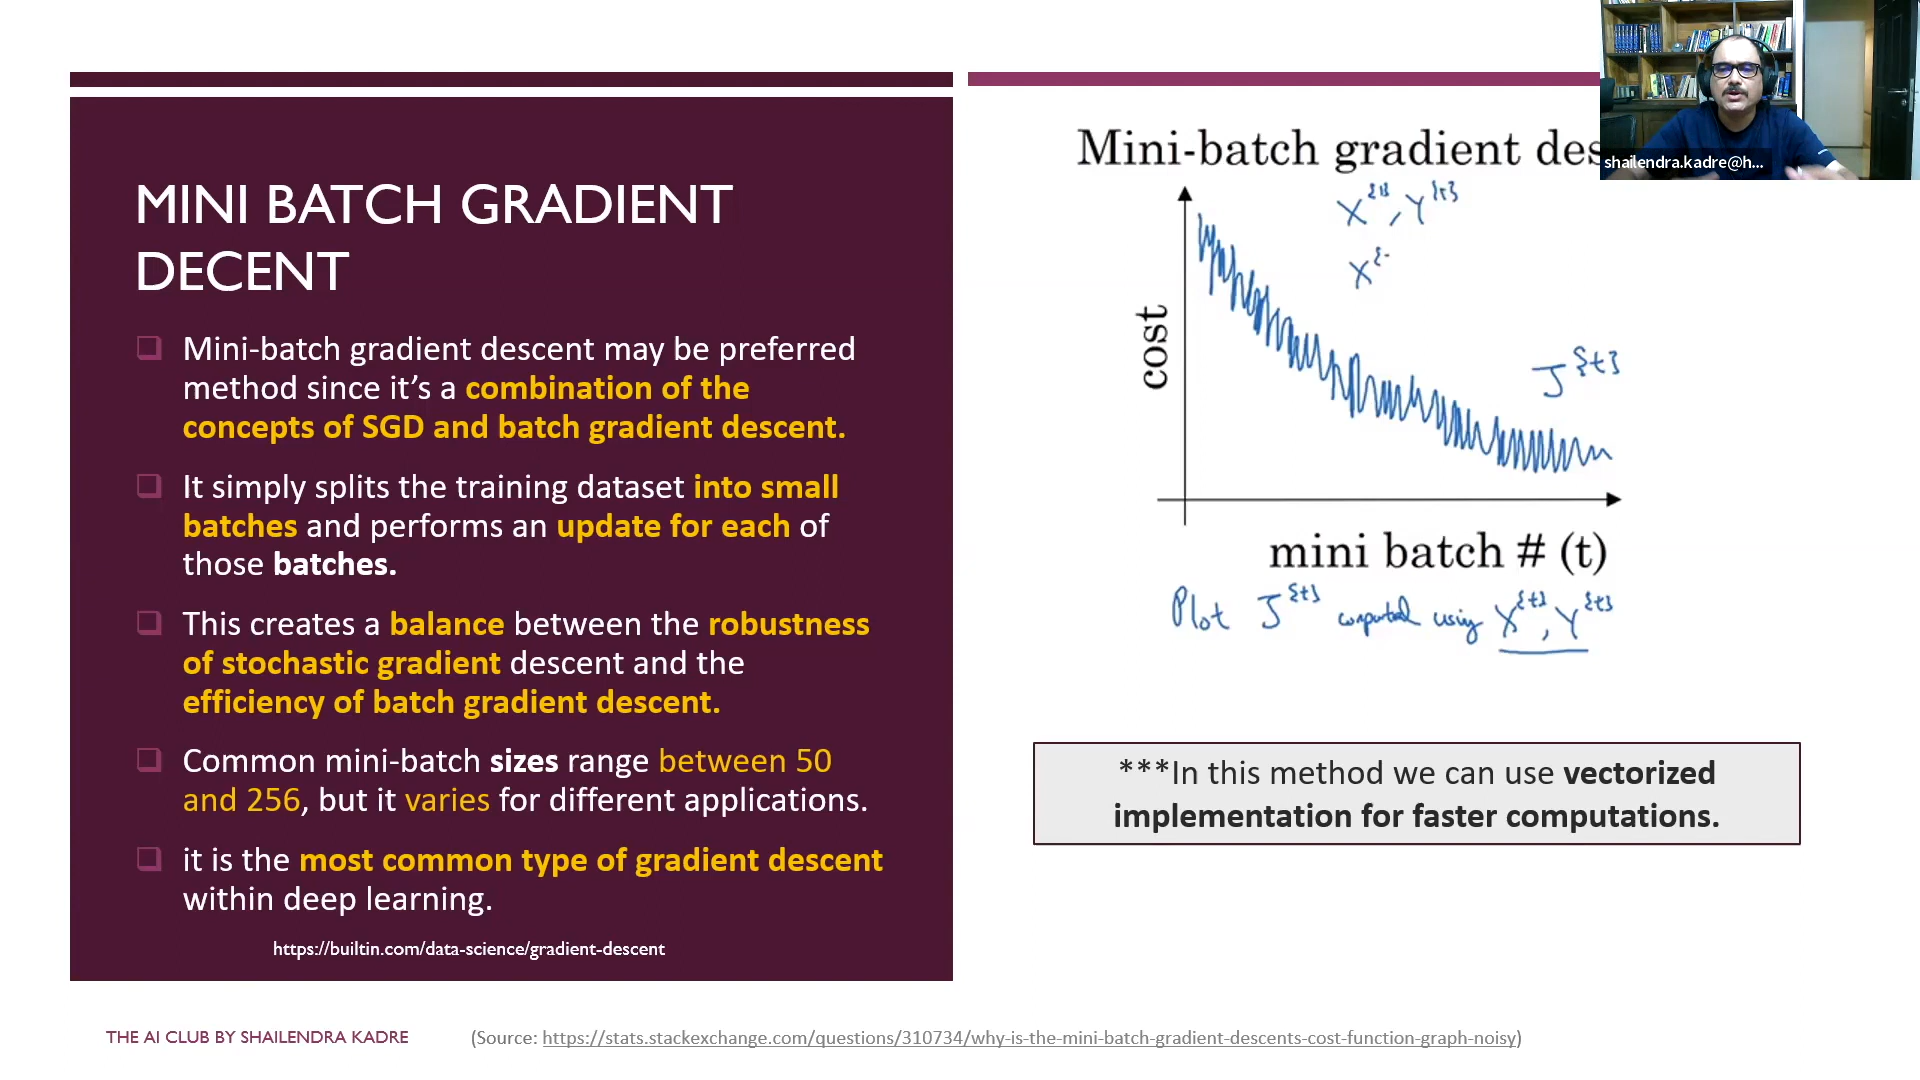 MINI BATCH GRADIENT
DECENT
❑ Mini-batch gradient descent may be preferred
method since it’s a combination of the
concepts of SGD and batch gradient descent.
❑ It simply splits the training dataset into small
batches and performs an update for each of
those batches.
❑ This creates a balance between the robustness
of stochastic gradient descent and the
efficiency of batch gradient descent.
❑ Common mini-batch sizes range between 50
and 256, but it varies for different applications.
❑ it is the most common type of gradient descent
within deep learning.
https://builtin.com/data-science/gradient-descent
Mini-batch gradient des
X^{1}, Y^{1}
X^{
cost
J^{t}
mini batch # (t)
Plot J^{t} computed using X^{t}, Y^{t}
***In this method we can use vectorized
implementation for faster computations.
shailendra.kadre@h...
THE AI CLUB BY SHAILENDRA KADRE
(Source: https://stats.stackexchange.com/questions/310734/why-is-the-mini-batch-gradient-descents-cost-function-graph-noisy)